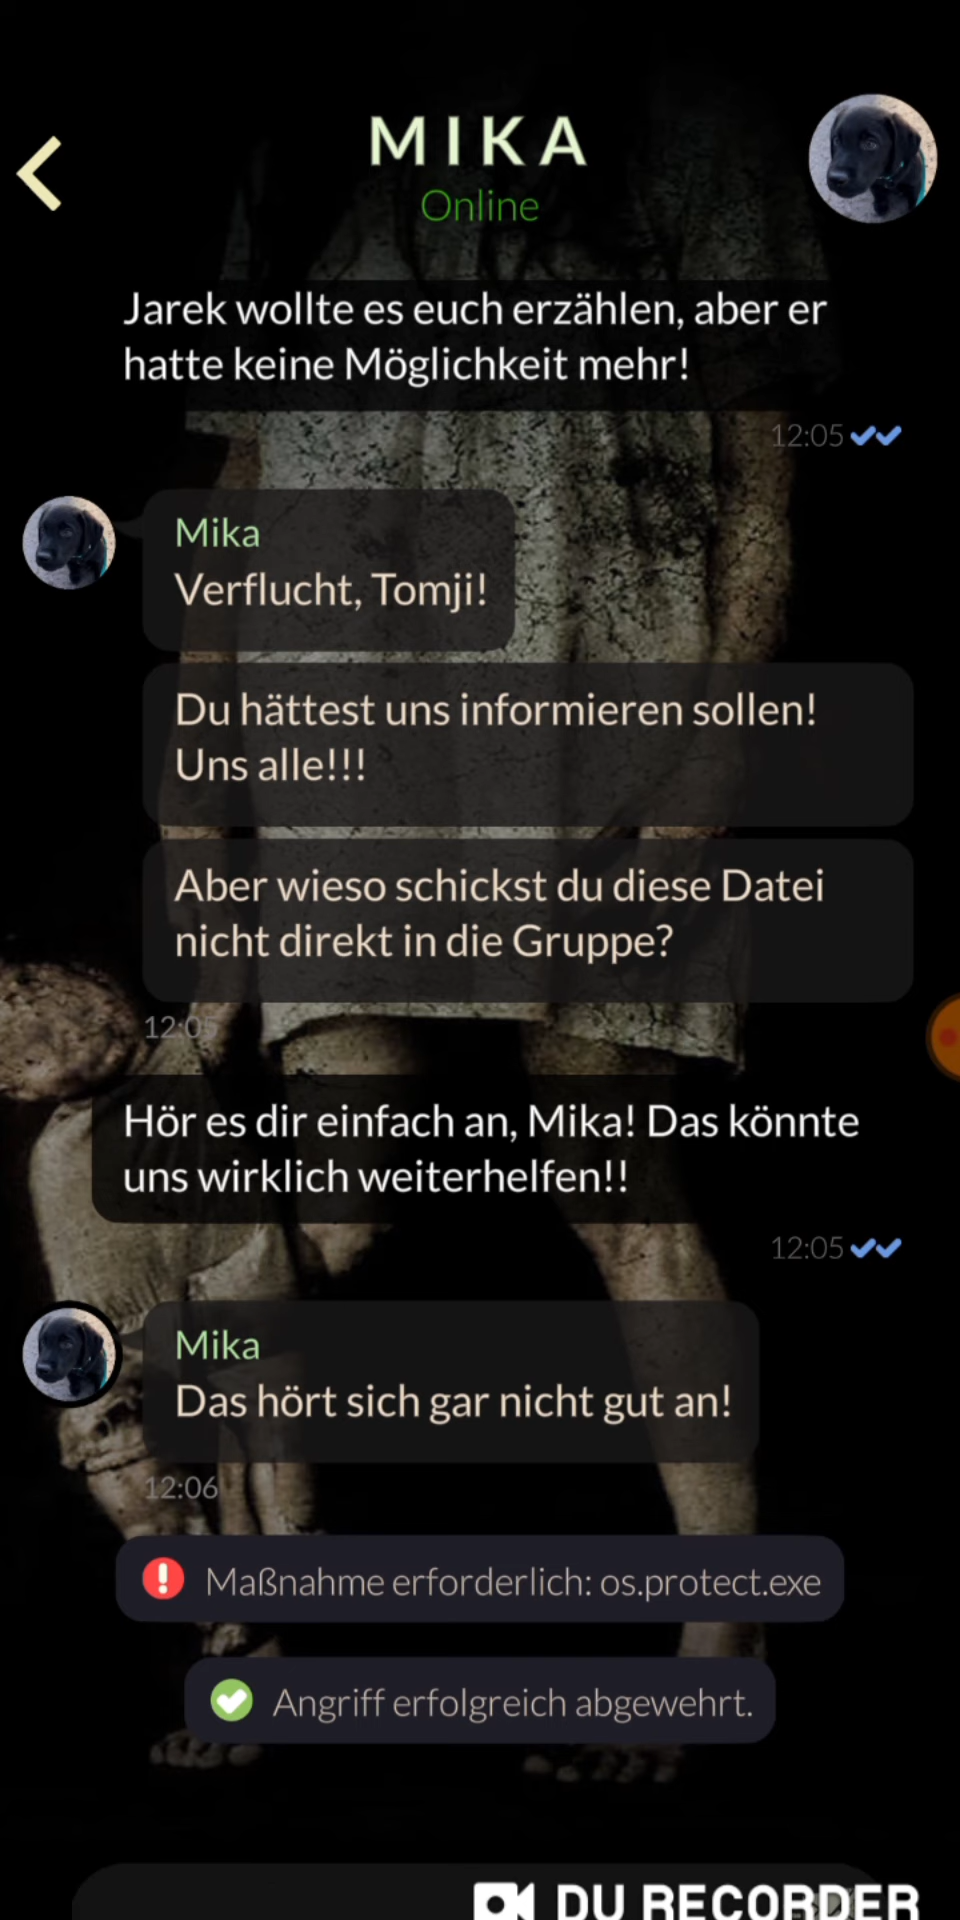 MIKA
Online
Jarek wollte es euch erzählen, aber er
hatte keine Möglichkeit mehr!
12:05
Mika
Verflucht, Tomji!
Du hättest uns informieren sollen!
Uns alle!!!
Aber wieso schickst du diese Datei
nicht direkt in die Gruppe?
12:05
Hör es dir einfach an, Mika! Das könnte
uns wirklich weiterhelfen!!
12:05
Mika
Das hört sich gar nicht gut an!
12:06
Maßnahme erforderlich: os.protect.exe
Angriff erfolgreich abgewehrt.
DU RECORDER